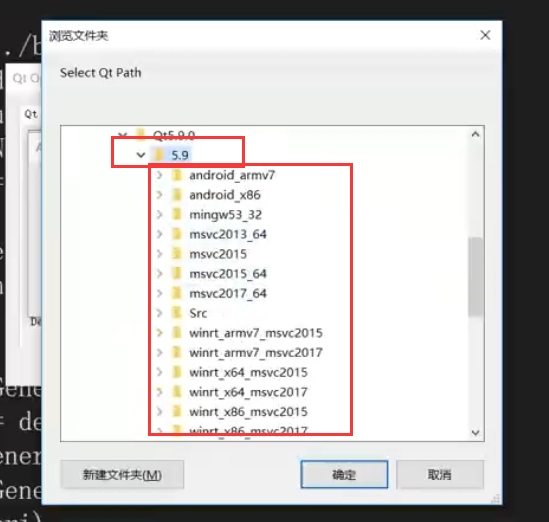 浏览文件夹
Select Qt Path
Qt5.9.0
5.9
android_armv7
android_x86
mingw53_32
msvc2013_64
msvc2015
msvc2015_64
msvc2017_64
Src
winrt_armv7_msvc2015
winrt_armv7_msvc2017
winrt_x64_msvc2015
winrt_x64_msvc2017
winrt_x86_msvc2015
winrt_x86_msvc2017
新建文件夹(M)
确定
取消
./b
Qt O
Qt
Gene
# de
ener
Gene